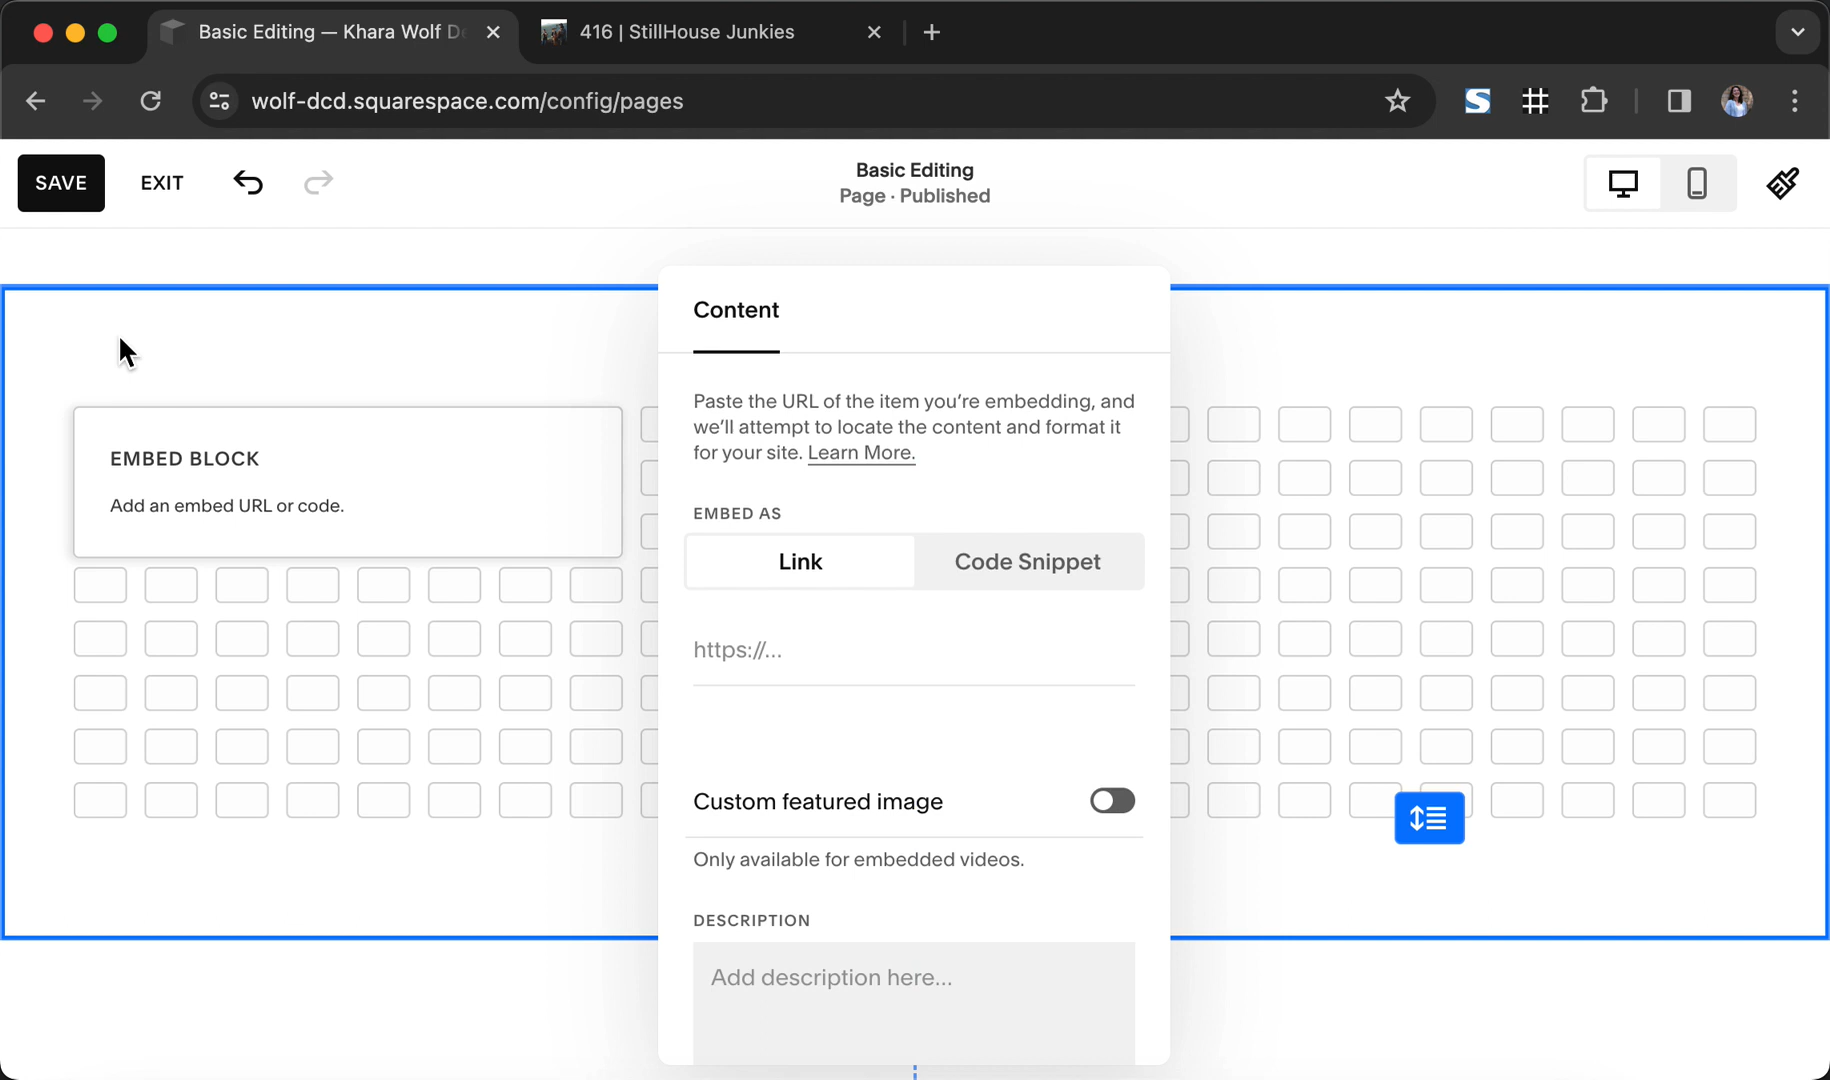 Basic Editing — Khara Wolf De
416 | StillHouse Junkies
wolf-dcd.squarespace.com/config/pages
SAVE
EXIT
Basic Editing
Page · Published
Content
Paste the URL of the item you're embedding, and
we'll attempt to locate the content and format it
for your site. Learn More.
EMBED BLOCK
Add an embed URL or code.
EMBED AS
Link
Code Snippet
https://...
Custom featured image
Only available for embedded videos.
DESCRIPTION
Add description here...